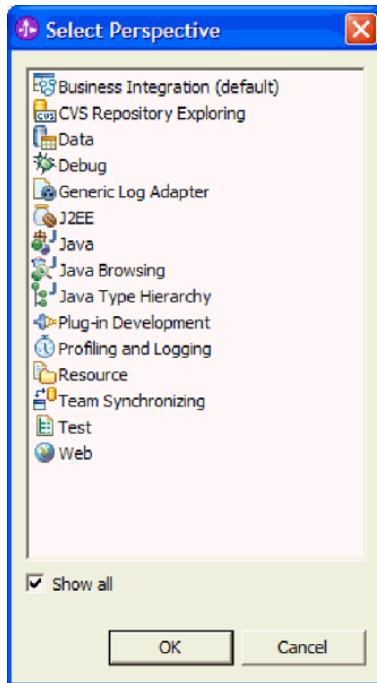 Select Perspective
Business Integration (default)
CVS Repository Exploring
Data
Debug
Generic Log Adapter
J2EE
Java
Java Browsing
Java Type Hierarchy
Plug-in Development
Profiling and Logging
Resource
Team Synchronizing
Test
Web
Show all
OK Cancel